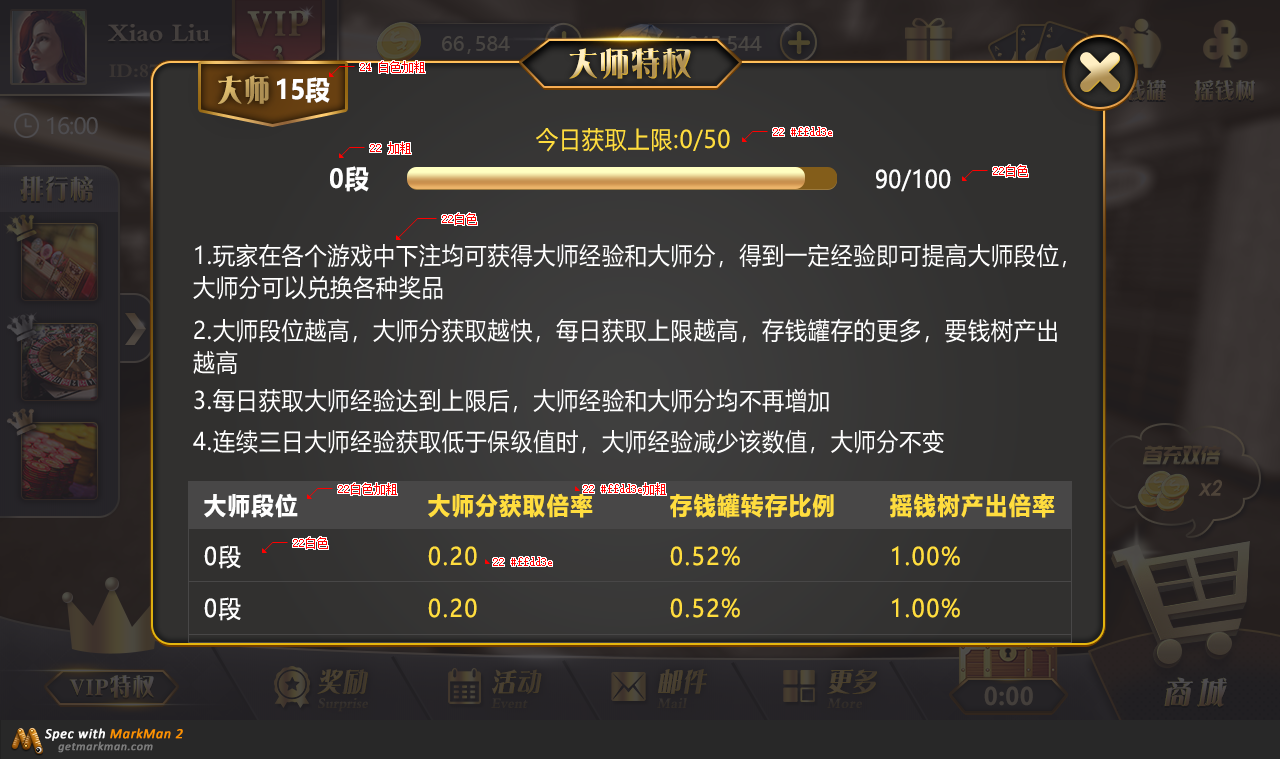 Xiao Liu
VIP
3
66,584
大师特权
钱罐
摇钱树
大师 15段
24 白色加粗
16:00
今日获取上限:0/50
22 #ffdd3e
22 加粗
0段
90/100
22白色
排行榜
22白色
1.玩家在各个游戏中下注均可获得大师经验和大师分，得到一定经验即可提高大师段位，
大师分可以兑换各种奖品
2.大师段位越高，大师分获取越快，每日获取上限越高，存钱罐存的更多，要钱树产出
越高
3.每日获取大师经验达到上限后，大师经验和大师分均不再增加
4.连续三日大师经验获取低于保级值时，大师经验减少该数值，大师分不变
首充双倍
x2
22白色加粗
22 #ffdd3e加粗
大师段位 大师分获取倍率 存钱罐转存比例 摇钱树产出倍率
22白色
0段 0.20 0.52% 1.00%
22 #ffdd3e
0段 0.20 0.52% 1.00%
VIP特权
奖励
Surprise
活动
Event
邮件
Mail
更多
More
0:00
商城
Spec with MarkMan 2
getmarkman.com